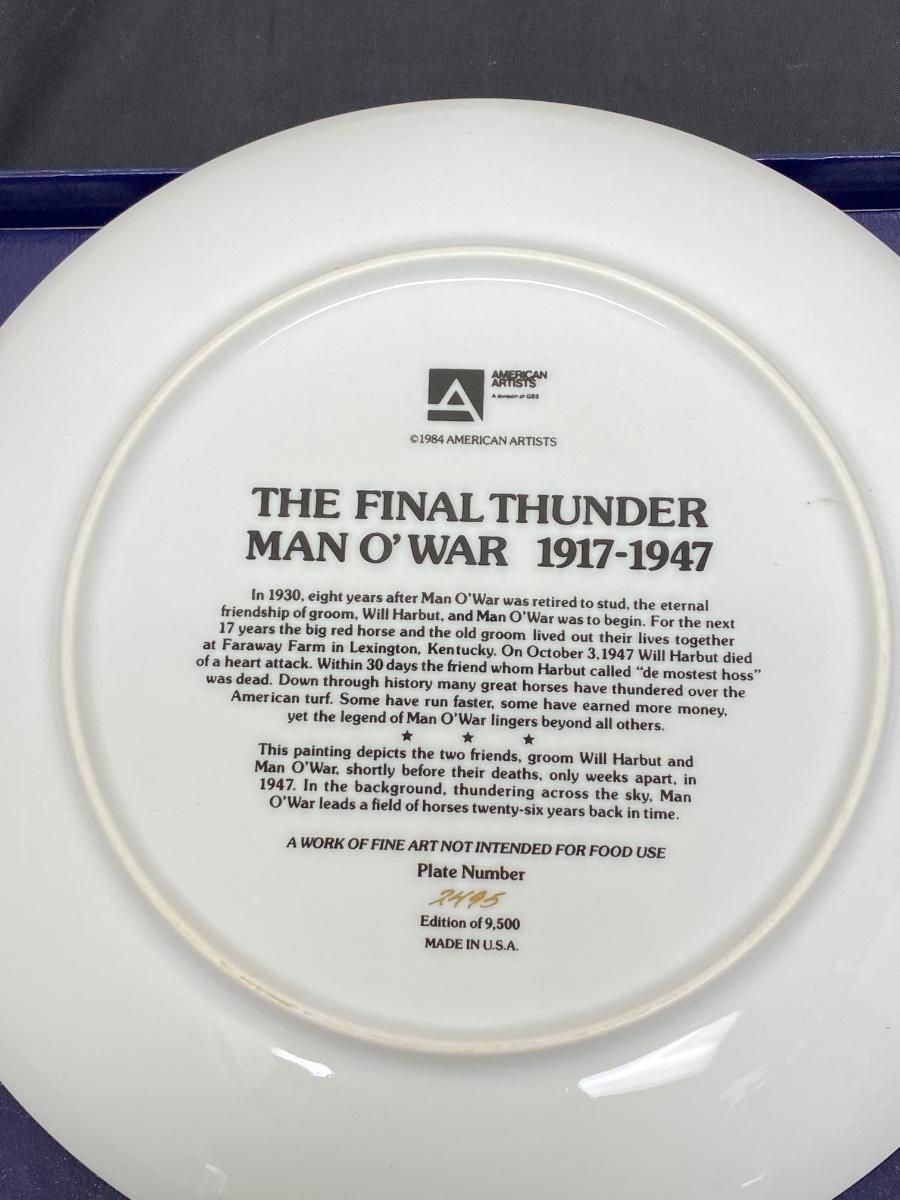 AMERICAN
ARTISTS
A division of GBS
©1984 AMERICAN ARTISTS
THE FINAL THUNDER
MAN O' WAR 1917-1947
In 1930, eight years after Man O'War was retired to stud, the eternal
friendship of groom, Will Harbut, and Man O'War was to begin. For the next
17 years the big red horse and the old groom lived out their lives together
at Faraway Farm in Lexington, Kentucky. On October 3,1947 Will Harbut died
of a heart attack. Within 30 days the friend whom Harbut called "de mostest hoss"
was dead. Down through history many great horses have thundered over the
American turf. Some have run faster, some have earned more money,
yet the legend of Man O'War lingers beyond all others.
★ ★ ★
This painting depicts the two friends, groom Will Harbut and
Man O'War, shortly before their deaths, only weeks apart, in
1947. In the background, thundering across the sky, Man
O'War leads a field of horses twenty-six years back in time.
A WORK OF FINE ART NOT INTENDED FOR FOOD USE
Plate Number
2495
Edition of 9,500
MADE IN U.S.A.